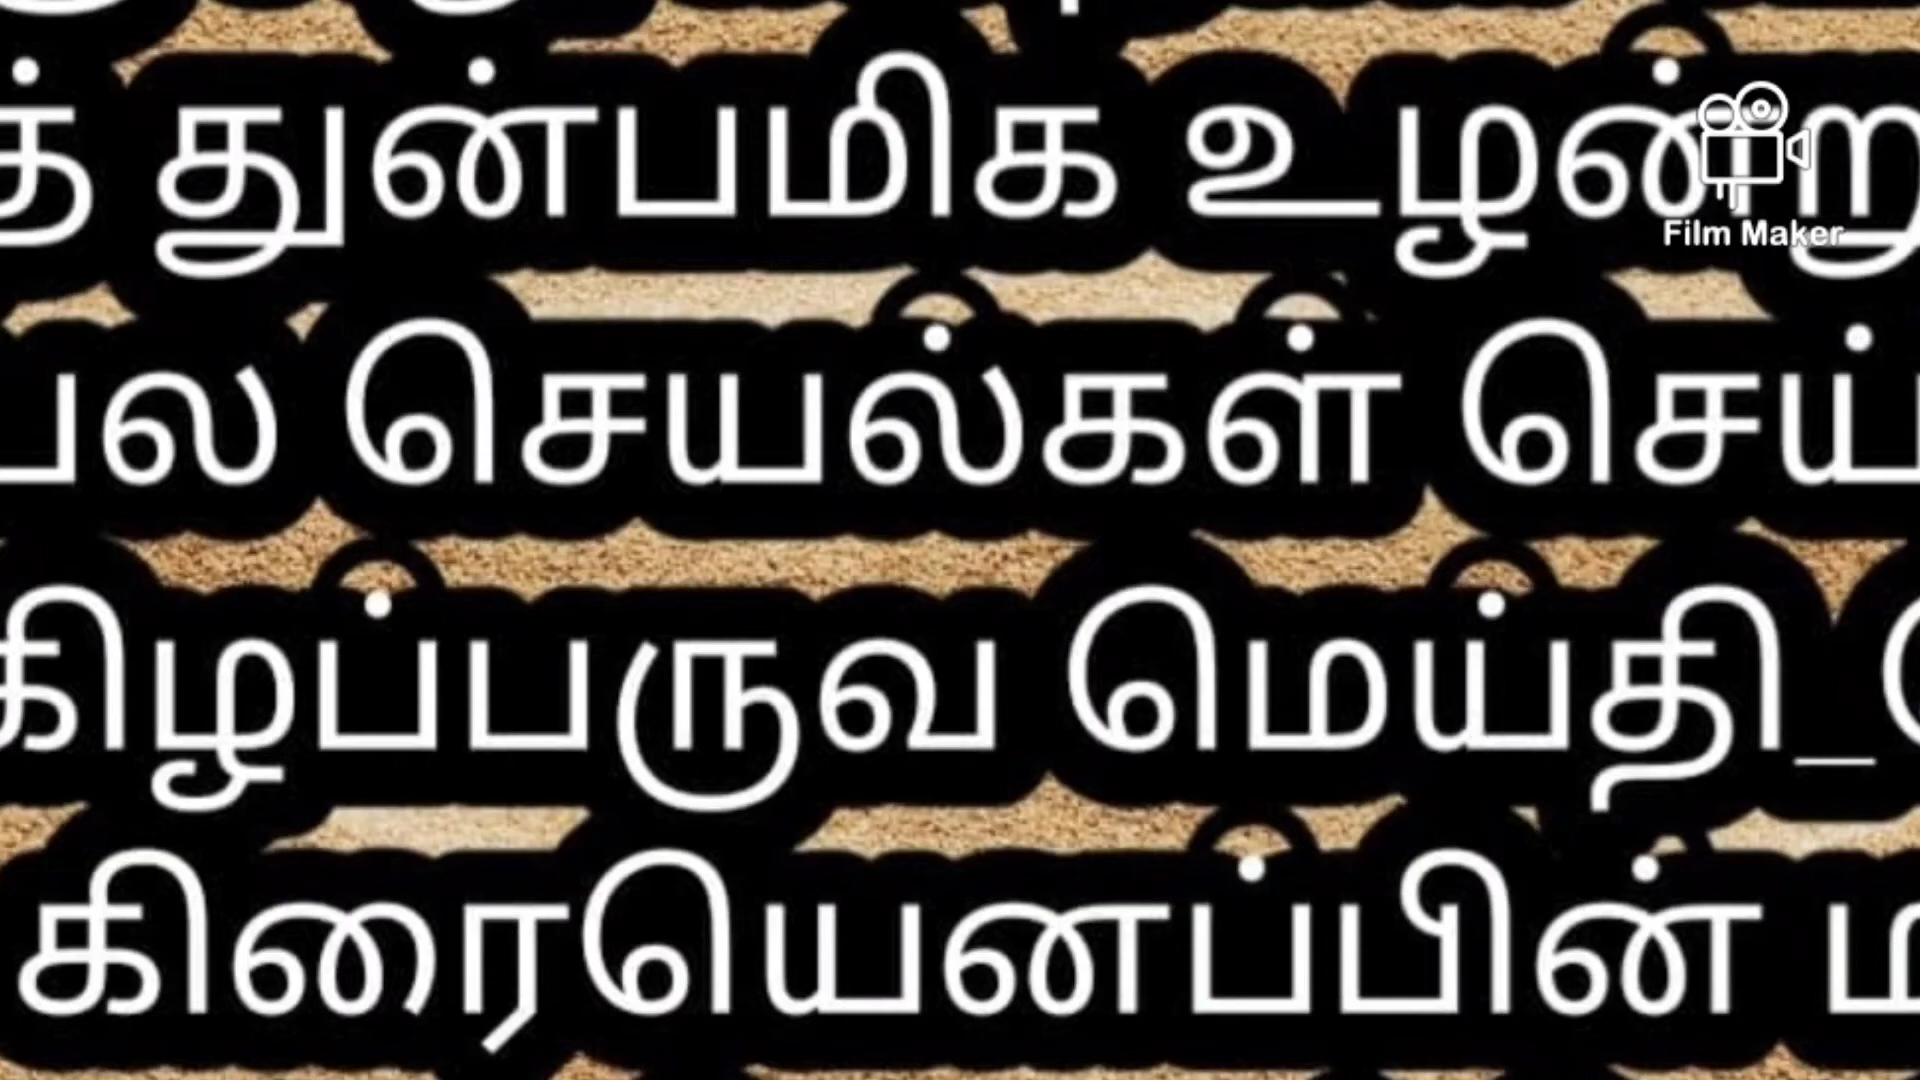 துன்பமிக உழன்று
Film Maker
பல செயல்கள் செய்
கிழப்பருவ மெய்தி_
கிரையெனப்பின்